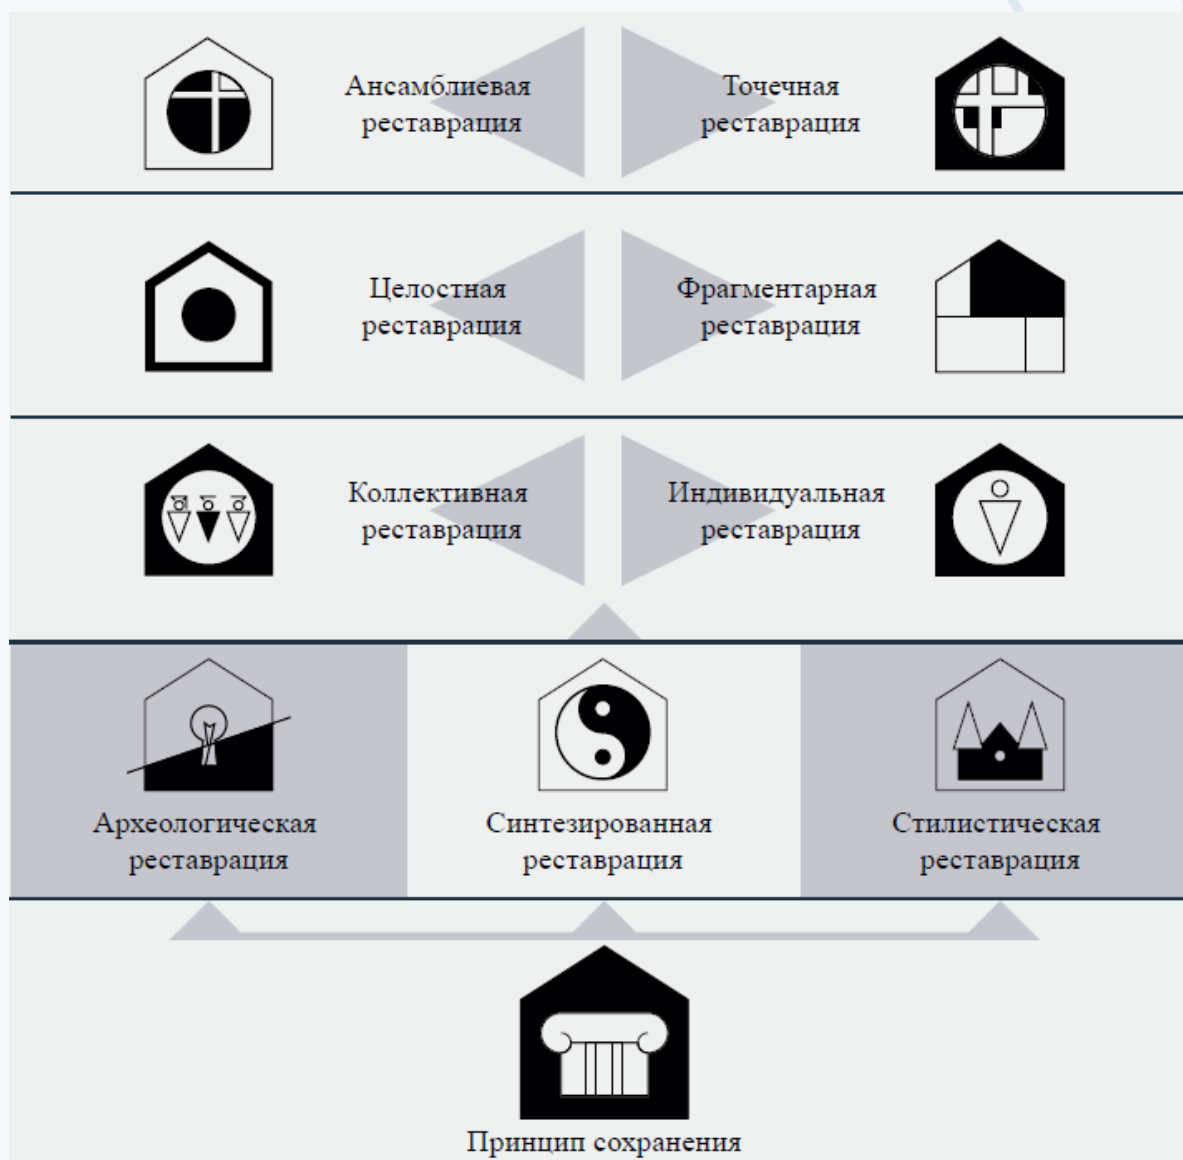 Ансамблиевая
реставрация
Точечная
реставрация
Целостная
реставрация
Фрагментарная
реставрация
Коллективная
реставрация
Индивидуальная
реставрация
Археологическая
реставрация
Синтезированная
реставрация
Стилистическая
реставрация
Принцип сохранения